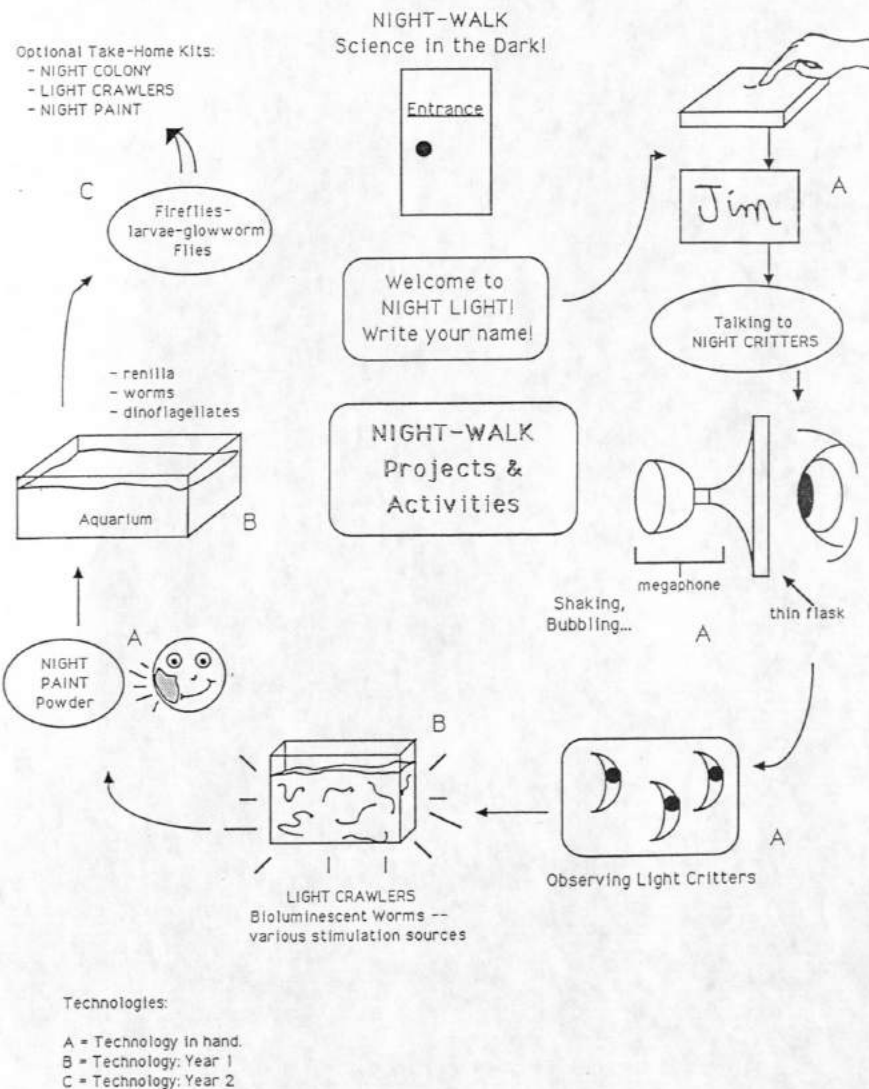 NIGHT-WALK
Science in the Dark!
Optional Take-Home Kits:
- NIGHT COLONY
- LIGHT CRAWLERS
- NIGHT PAINT
Entrance
A
Jim
Welcome to
NIGHT LIGHT!
Write your name!
Talking to
NIGHT CRITTERS
C
Fireflies-
larvae-glowworm
Flies
- renilla
- worms
- dinoflagellates
Aquarium
B
NIGHT-WALK
Projects &
Activities
megaphone
Shaking,
Bubbling...
A
thin flask
NIGHT
PAINT
Powder
A
B
A
Observing Light Critters
LIGHT CRAWLERS
Bioluminescent Worms --
various stimulation sources
Technologies:
A = Technology in hand.
B = Technology: Year 1
C = Technology: Year 2